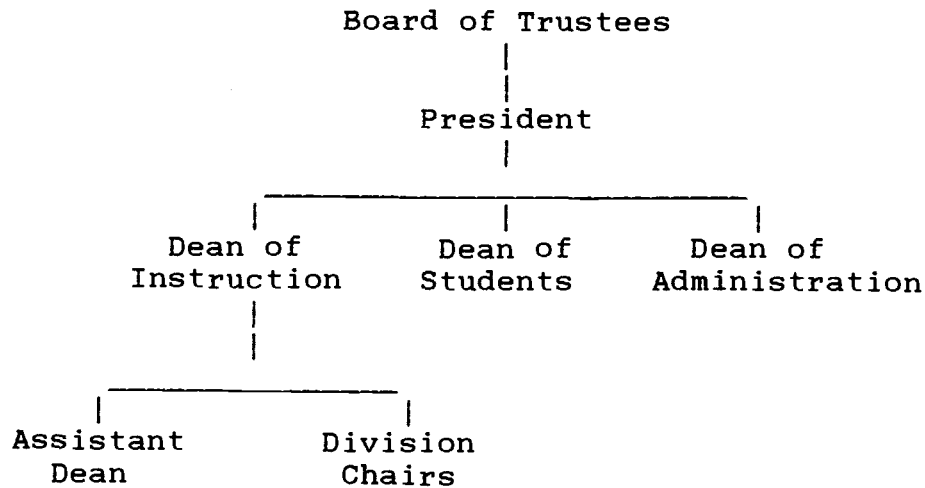 Board of Trustees
President
Dean of Instruction
Dean of Students
Dean of Administration
Assistant Dean
Division Chairs